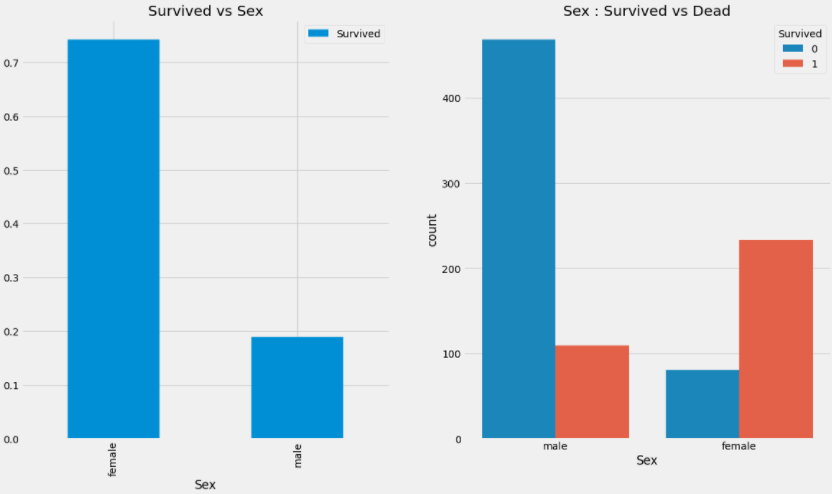 Survived vs Sex
Survived
0.7
0.6
0.5
0.4
0.3
0.2
0.1
0.0
female
male
Sex
Sex : Survived vs Dead
Survived
0
1
400
300
200
100
0
count
male
female
Sex